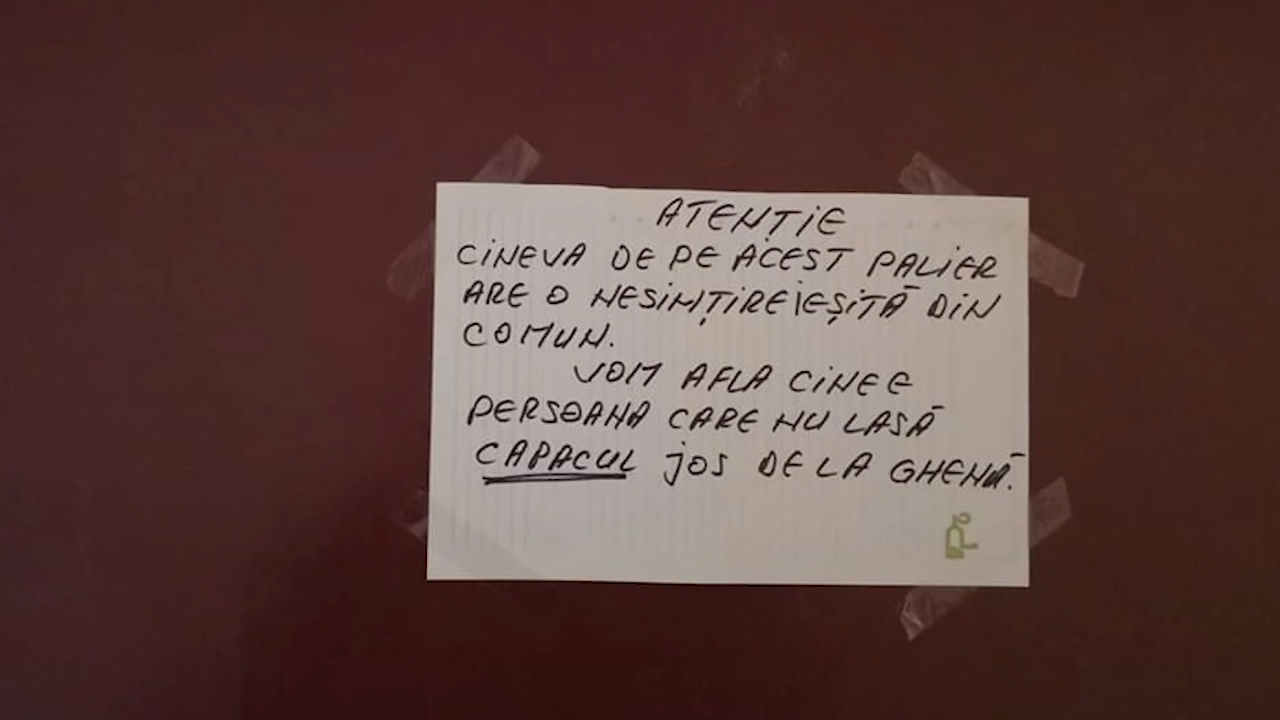 ATENȚIE
CINEVA DE PE ACEST PALIER
ARE O NESIMȚIRE IEȘITĂ DIN
COMUN.
VOM AFLA CINE E
PERSOANA CARE NU LASĂ
CAPACUL JOS DE LA GHENĂ.